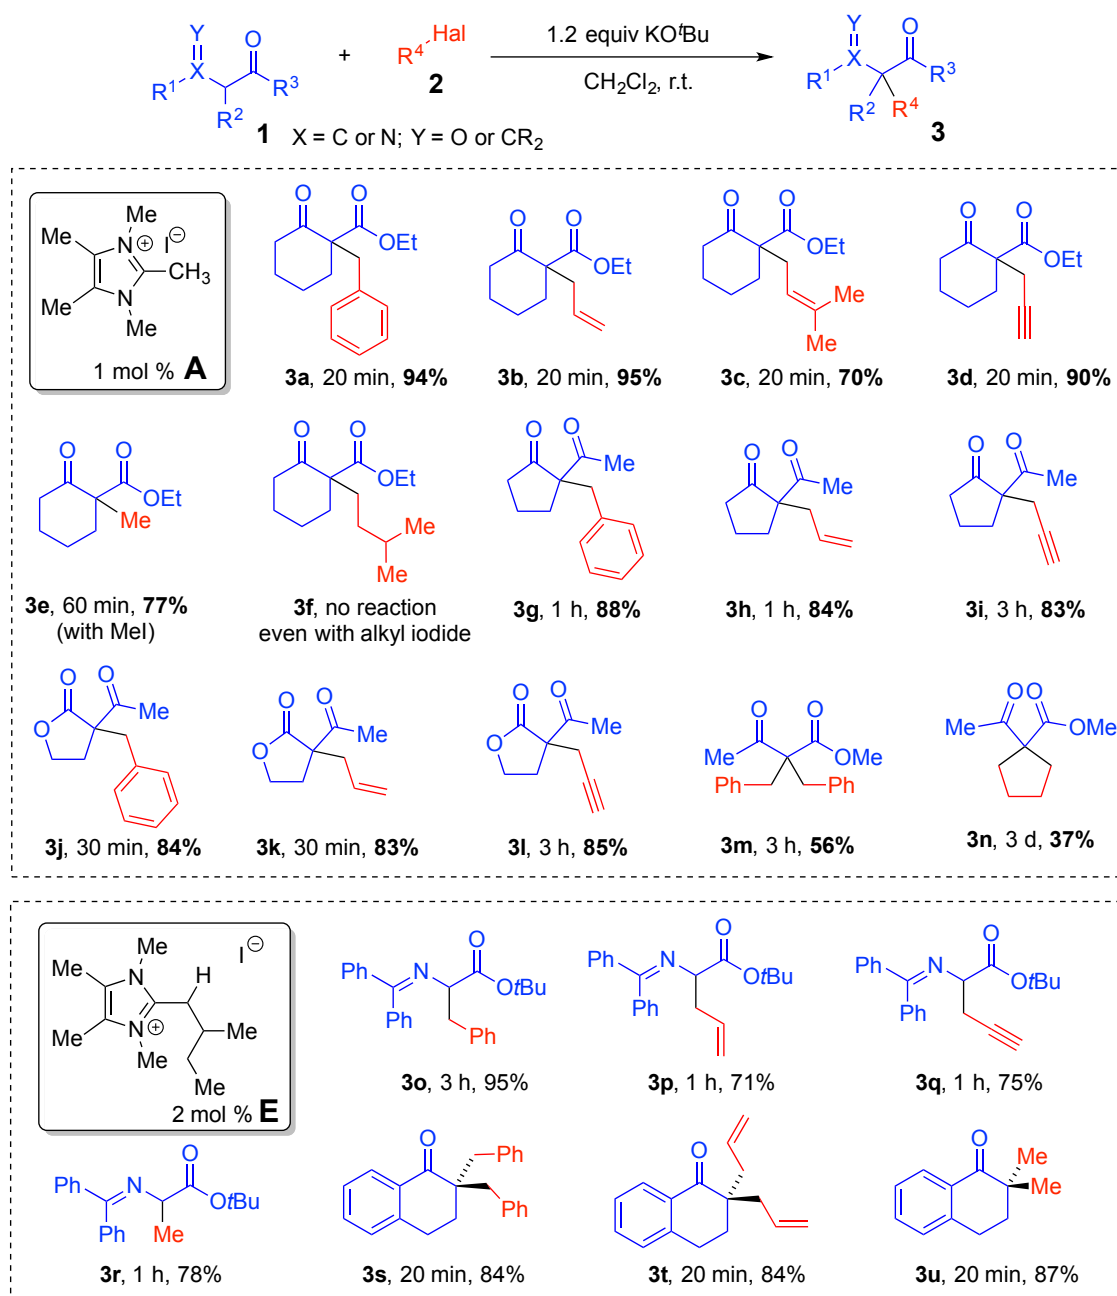 Y
O
X
R¹
R³
R²
1
+
R⁴
Hal
2
1.2 equiv KOᵗBu
CH₂Cl₂, r.t.
Y
O
X
R¹
R³
R²
R⁴
3
X = C or N; Y = O or CR₂
Me
Me
N
+
I⊖
CH₃
Me
N
Me
1 mol % A
O
O
OEt
3a, 20 min, 94%
O
O
OEt
3b, 20 min, 95%
O
O
OEt
Me
Me
3c, 20 min, 70%
O
O
OEt
3d, 20 min, 90%
O
O
OEt
Me
3e, 60 min, 77%
(with MeI)
O
O
OEt
Me
Me
3f, no reaction
even with alkyl iodide
O
O
Me
3g, 1 h, 88%
O
O
Me
3h, 1 h, 84%
O
O
Me
3i, 3 h, 83%
O
O
Me
O
3j, 30 min, 84%
O
O
Me
O
3k, 30 min, 83%
O
O
Me
O
3l, 3 h, 85%
O
O
Me
OMe
Ph
Ph
3m, 3 h, 56%
O
O
Me
OMe
3n, 3 d, 37%
Me
I⊖
H
Me
N
Me
N
+
Me
Me
Me
2 mol % E
Ph
N
O
OtBu
Ph
Ph
3o, 3 h, 95%
Ph
N
O
OtBu
Ph
3p, 1 h, 71%
Ph
N
O
OtBu
Ph
3q, 1 h, 75%
Ph
N
O
OtBu
Ph
Me
3r, 1 h, 78%
O
Ph
Ph
3s, 20 min, 84%
O
3t, 20 min, 84%
O
Me
Me
3u, 20 min, 87%